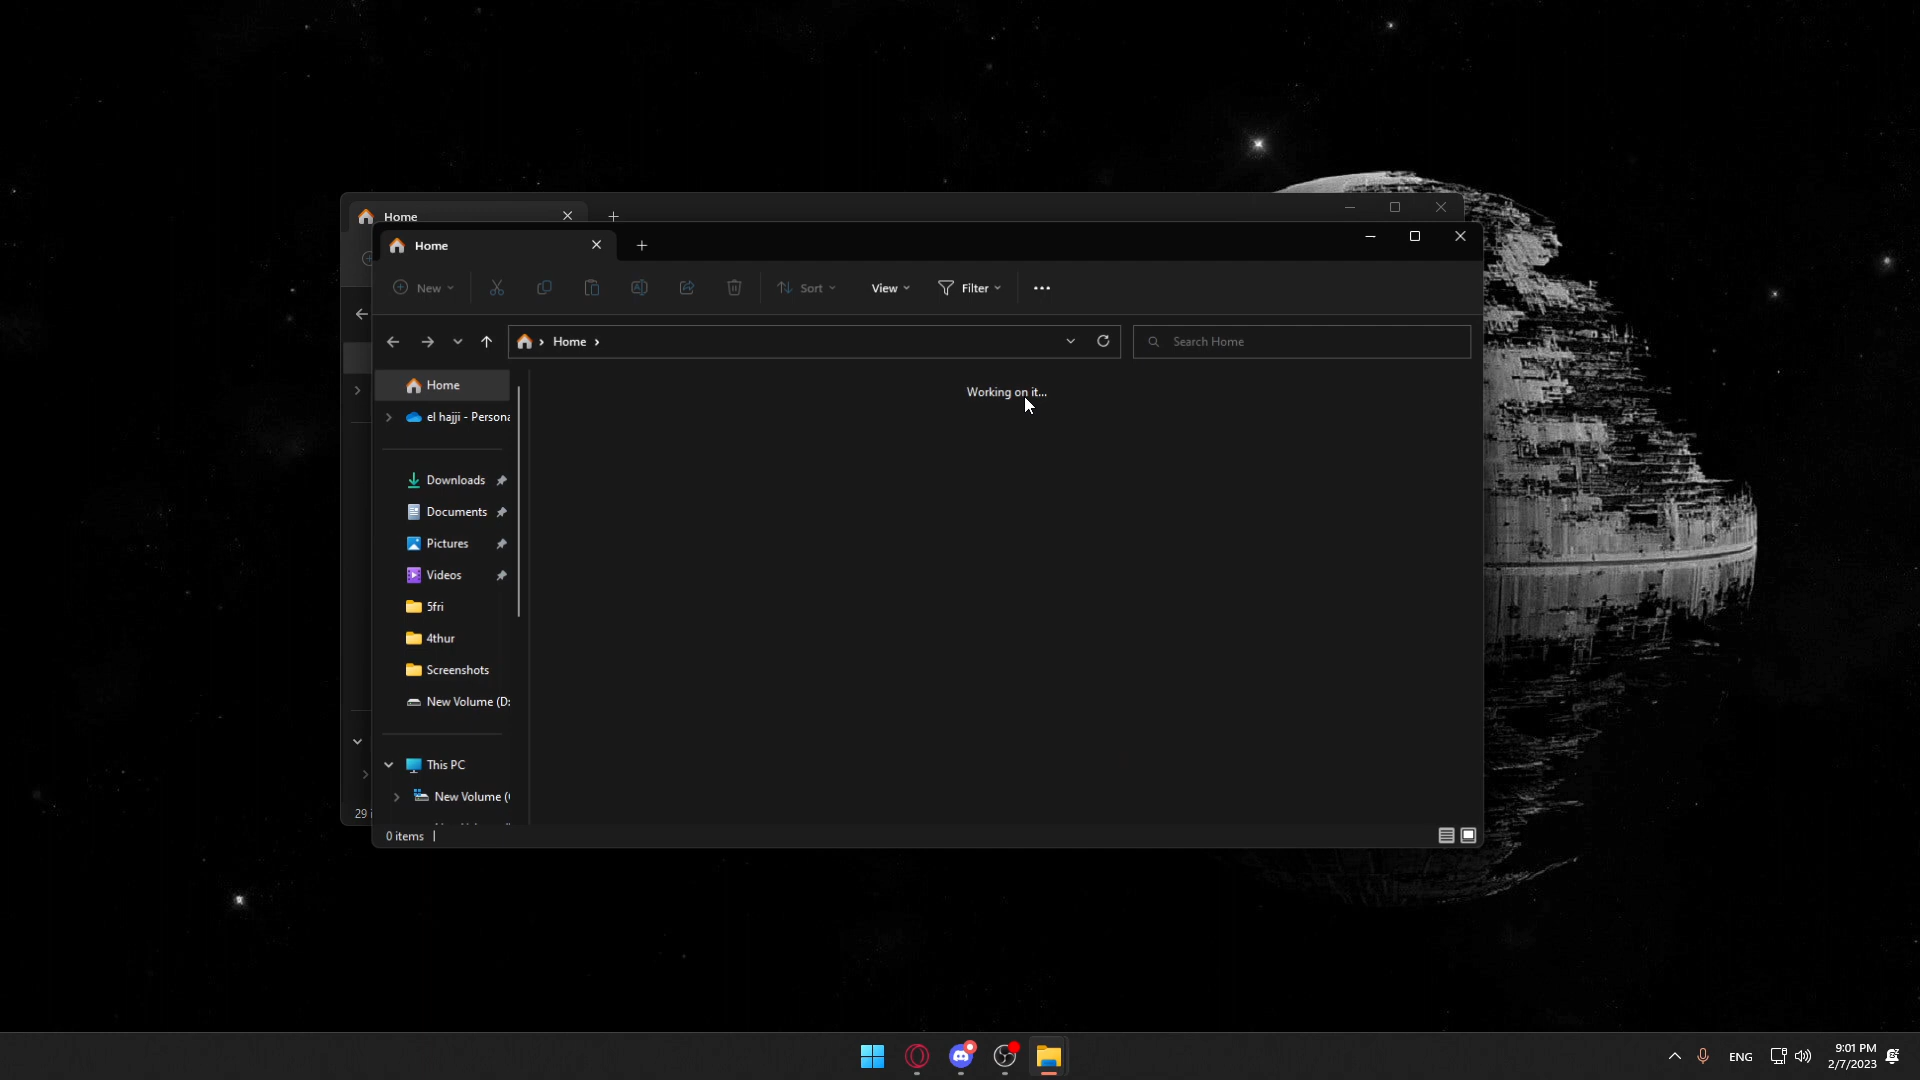 Home
Home
New
Sort
View
Filter
Home
Search Home
Home
Working on it...
el hajji - Persona
Downloads
Documents
Pictures
Videos
5fri
4thur
Screenshots
New Volume (D:
This PC
New Volume (
29 i
0 items
ENG
9:01 PM
2/7/2023